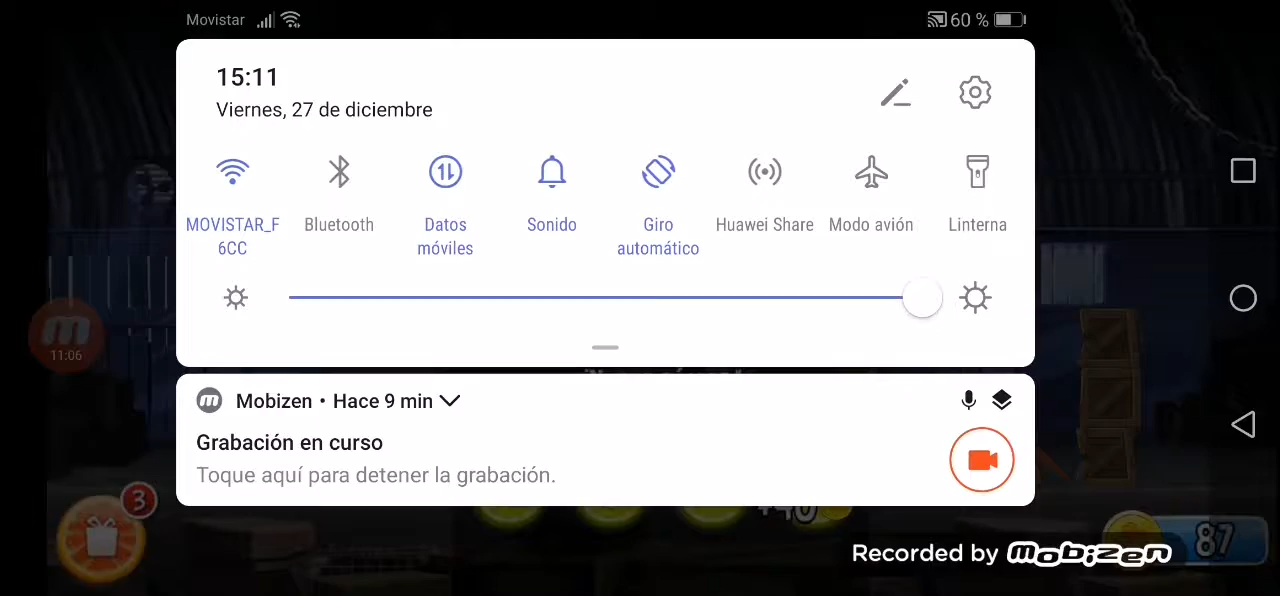 Movistar
60 %
15:11
Viernes, 27 de diciembre
MOVISTAR_F
6CC
Bluetooth
Datos
móviles
Sonido
Giro
automático
Huawei Share
Modo avión
Linterna
11:06
Mobizen • Hace 9 min
Grabación en curso
Toque aquí para detener la grabación.
3
+40
87
Recorded by mobizen